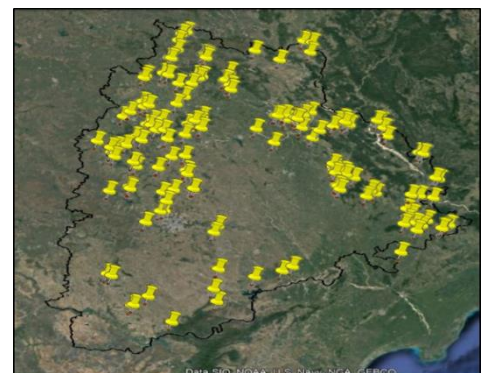 Data SIO, NOAA, U.S. Navy, NGA, GEBCO